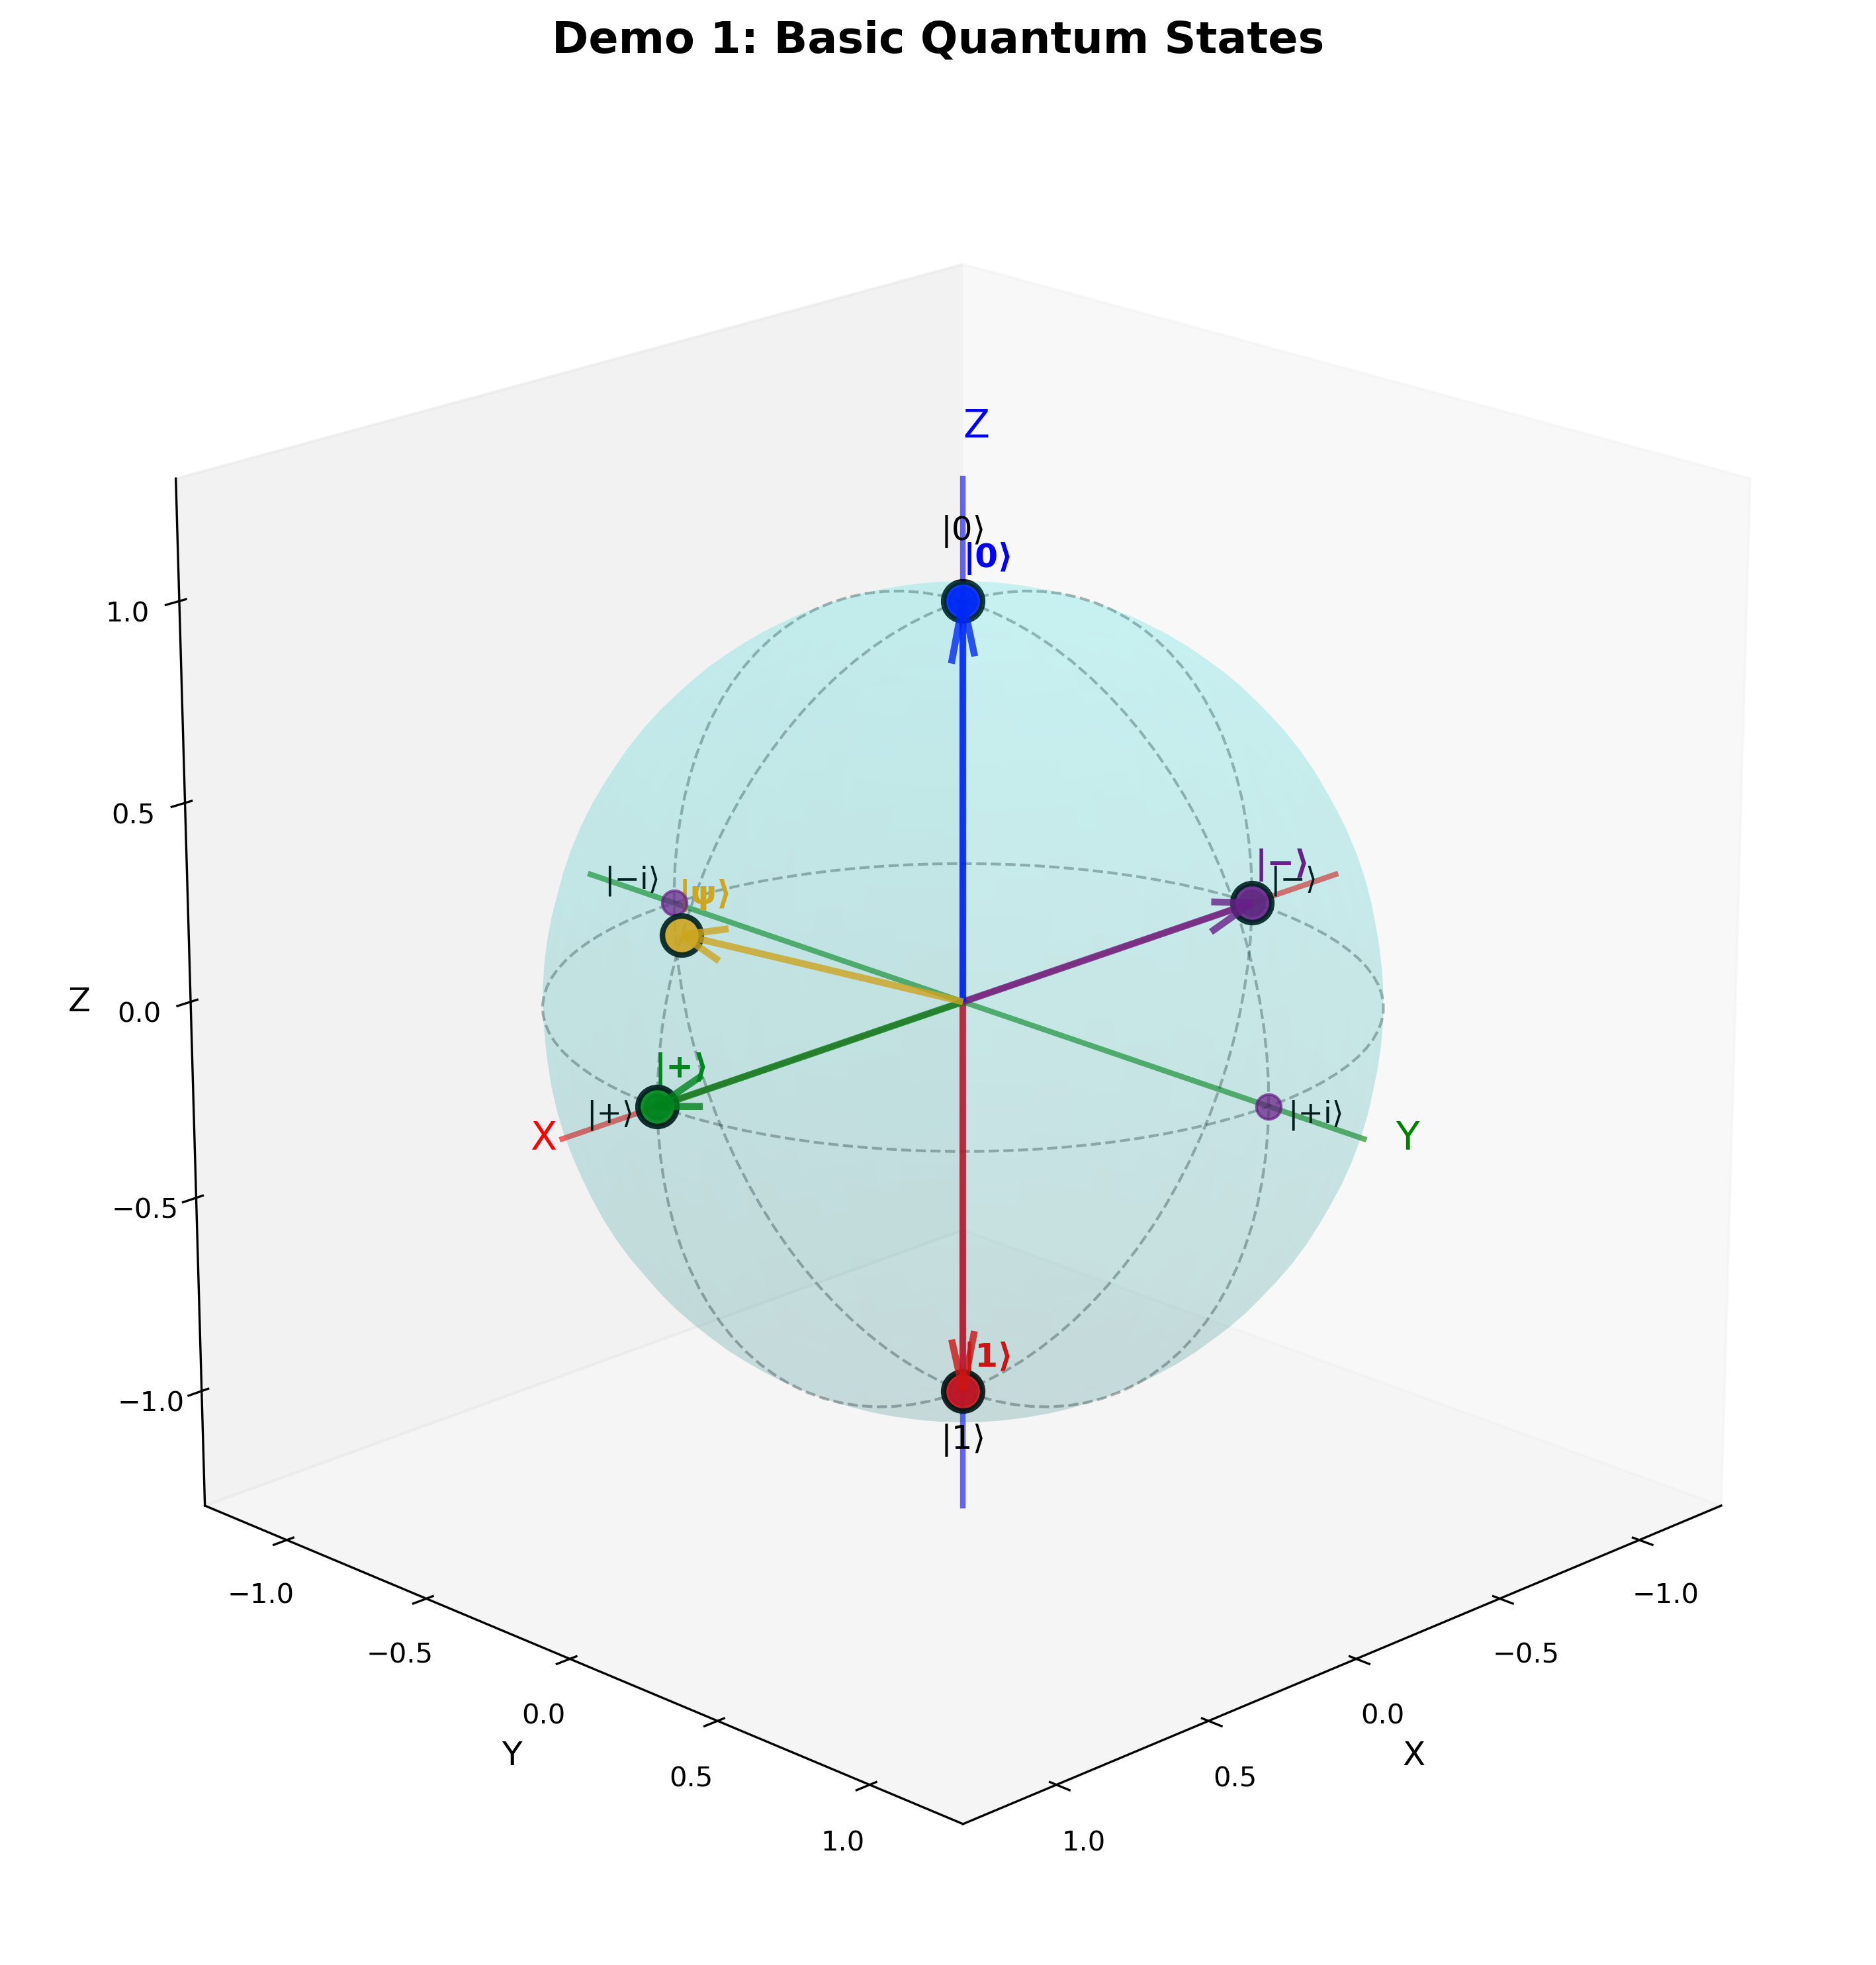 Demo 1: Basic Quantum States
Z
|0⟩
|0⟩
1.0
0.5
|−⟩
|−i⟩
|−⟩
|ψ⟩
Z
0.0
|+⟩
|+⟩
|+i⟩
X
Y
−0.5
|1⟩
−1.0
|1⟩
−1.0
−1.0
−0.5
−0.5
0.0
0.0
Y
X
0.5
0.5
1.0
1.0